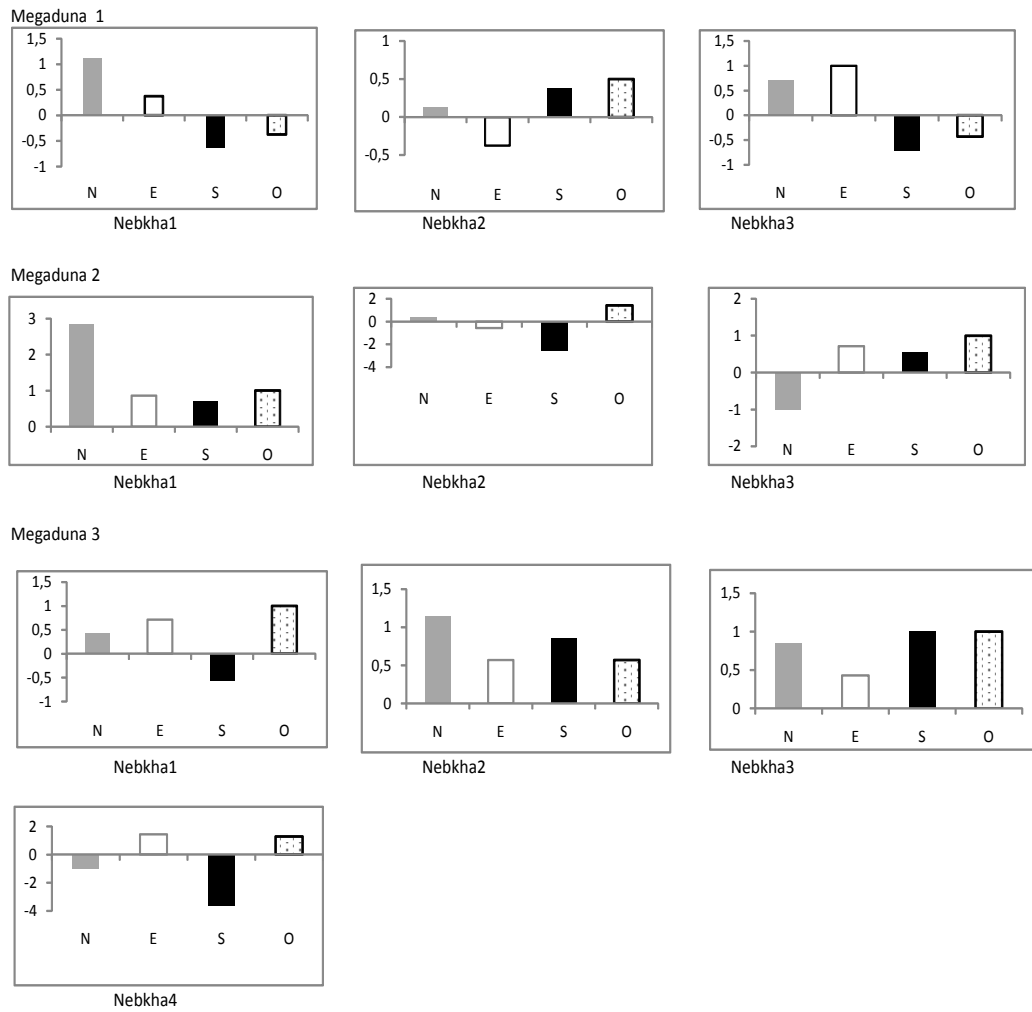 Megaduna 1
1,5
1
0,5
0
-0,5
-1
N E S O
Nebkha1
1
0,5
0
-0,5
N E S O
Nebkha2
1,5
1
0,5
0
-0,5
-1
N E S O
Nebkha3
Megaduna 2
3
2
1
0
N E S O
Nebkha1
2
0
-2
-4
N E S O
Nebkha2
2
1
0
-1
-2
N E S O
Nebkha3
Megaduna 3
1,5
1
0,5
0
-0,5
-1
N E S O
Nebkha1
1,5
1
0,5
0
N E S O
Nebkha2
1,5
1
0,5
0
N E S O
Nebkha3
2
0
-2
-4
N E S O
Nebkha4